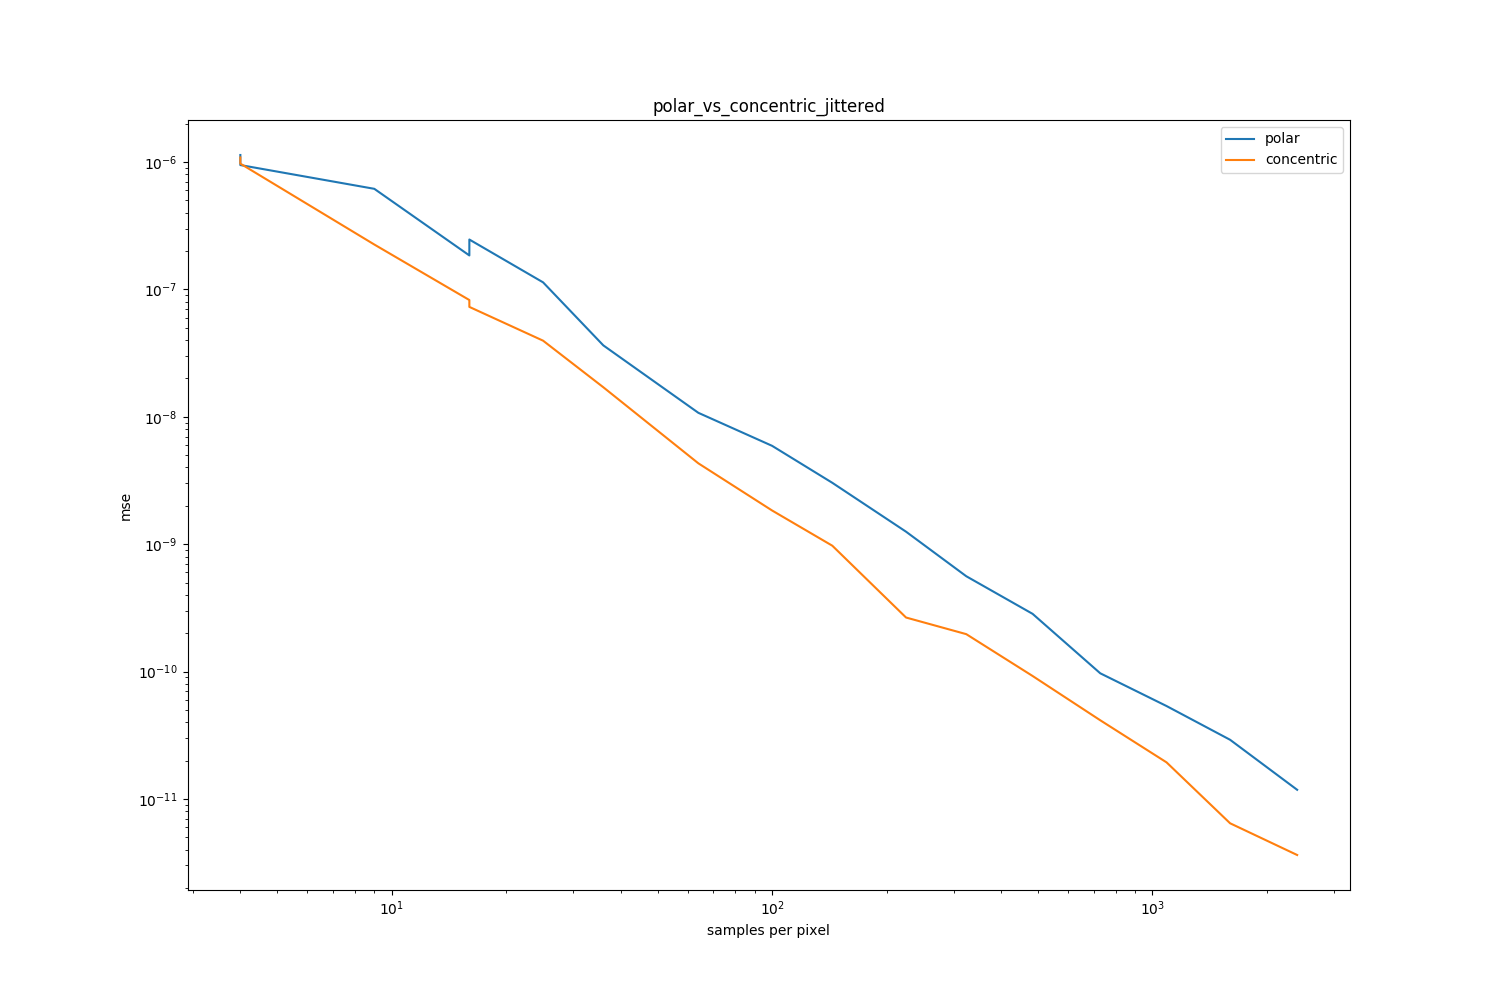 polar_vs_concentric_jittered
polar
concentric
mse
10⁻⁶
10⁻⁷
10⁻⁸
10⁻⁹
10⁻¹⁰
10⁻¹¹
10¹
10²
10³
samples per pixel